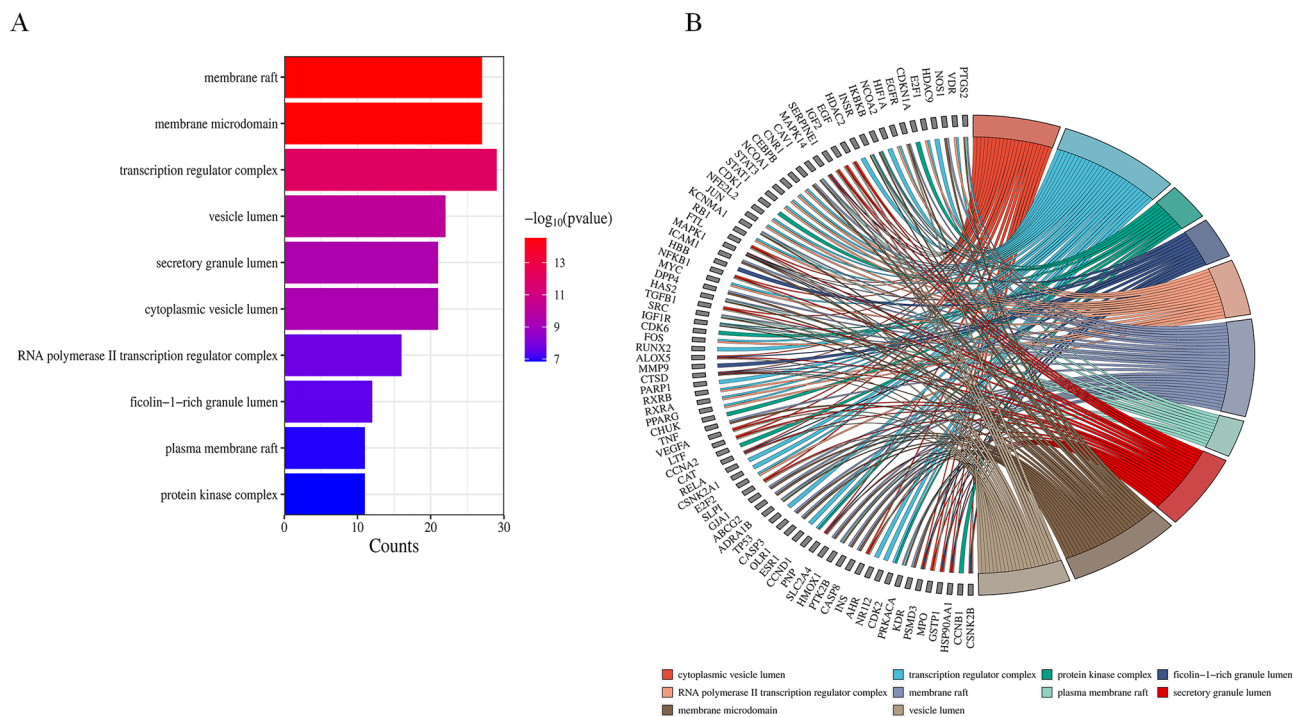 A
B
membrane raft
membrane microdomain
transcription regulator complex
vesicle lumen
secretory granule lumen
cytoplasmic vesicle lumen
RNA polymerase II transcription regulator complex
ficolin−1−rich granule lumen
plasma membrane raft
protein kinase complex
0
10
20
30
Counts
−log10(pvalue)
13
11
9
7
PTGS2
VDR
NOS1
HDAC9
E2F1
CDKN1A
EGFR
HIF1A
NCOA2
IKBKB
INSR
HDAC2
EGF
IGF2
SERPINE1
MAPK14
CAV1
CNR1
CEBPB
NCOA1
STAT3
STAT1
CDK1
NFE2L2
JUN
KCNMA1
RB1
FTL
MAPK1
ICAM1
HBB
NFKB1
MYC
DPP4
HAS2
TGFB1
SRC
IGF1R
CDK6
FOS
RUNX2
ALOX5
MMP9
CTSD
PARP1
RXRB
RXRA
PPARG
CHUK
TNF
VEGFA
LTF
CCNA2
CAT
RELA
CSNK2A1
E2F2
SLPI
GJA1
ABCG2
ADRA1B
TP53
CASP3
OLR1
ESR1
CCND1
PNP
SLC2A4
HMOX1
PTK2B
CASP8
INS
AHR
NR1I2
CDK2
PRKACA
KDR
PSMD3
MPO
GSTP1
HSP90AA1
CCNB1
CSNK2B
cytoplasmic vesicle lumen
transcription regulator complex
protein kinase complex
ficolin−1−rich granule lumen
RNA polymerase II transcription regulator complex
membrane raft
plasma membrane raft
secretory granule lumen
membrane microdomain
vesicle lumen